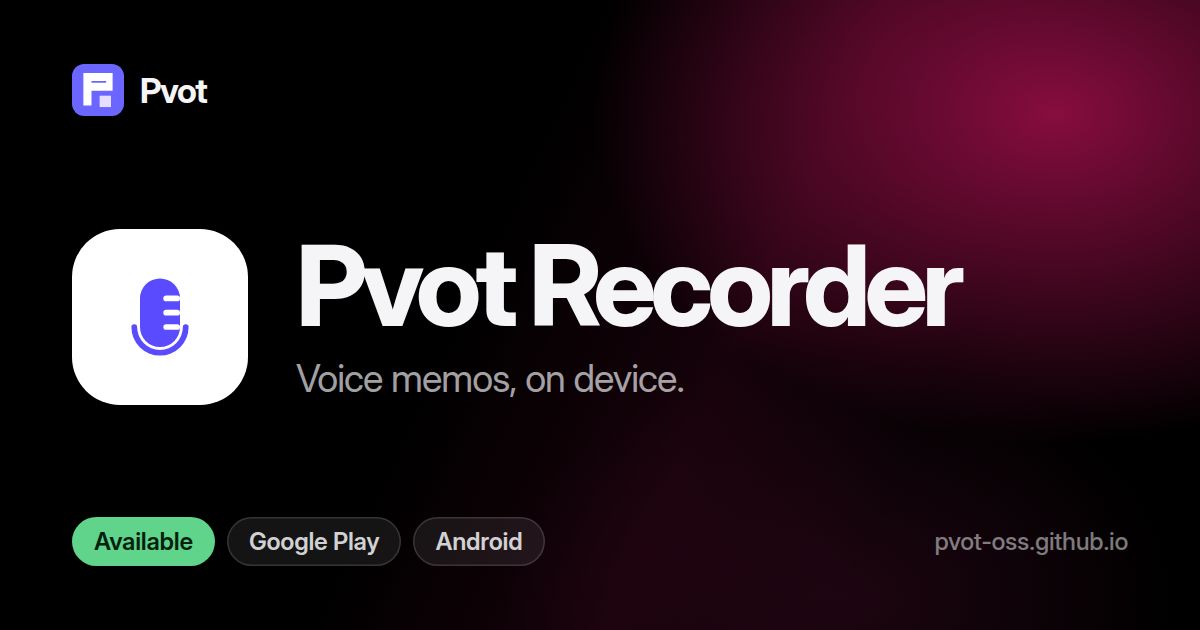 Pvot
Pvot Recorder
Voice memos, on device.
Available
Google Play
Android
pvot-oss.github.io